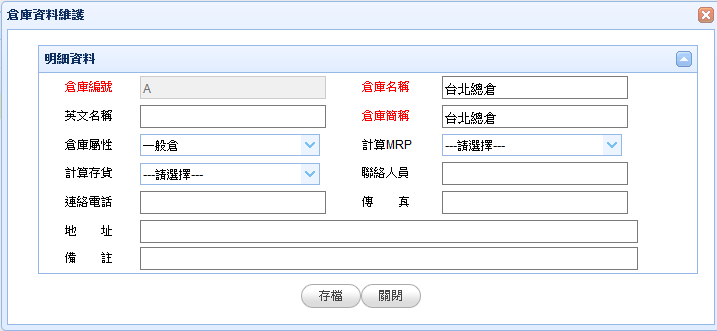 倉庫資料維護
明細資料
倉庫編號 A 倉庫名稱 台北總倉
英文名稱 倉庫簡稱 台北總倉
倉庫屬性 一般倉 計算MRP ---請選擇---
計算存貨 ---請選擇--- 聯絡人員
連絡電話 傳 真
地 址
備 註
存檔 關閉